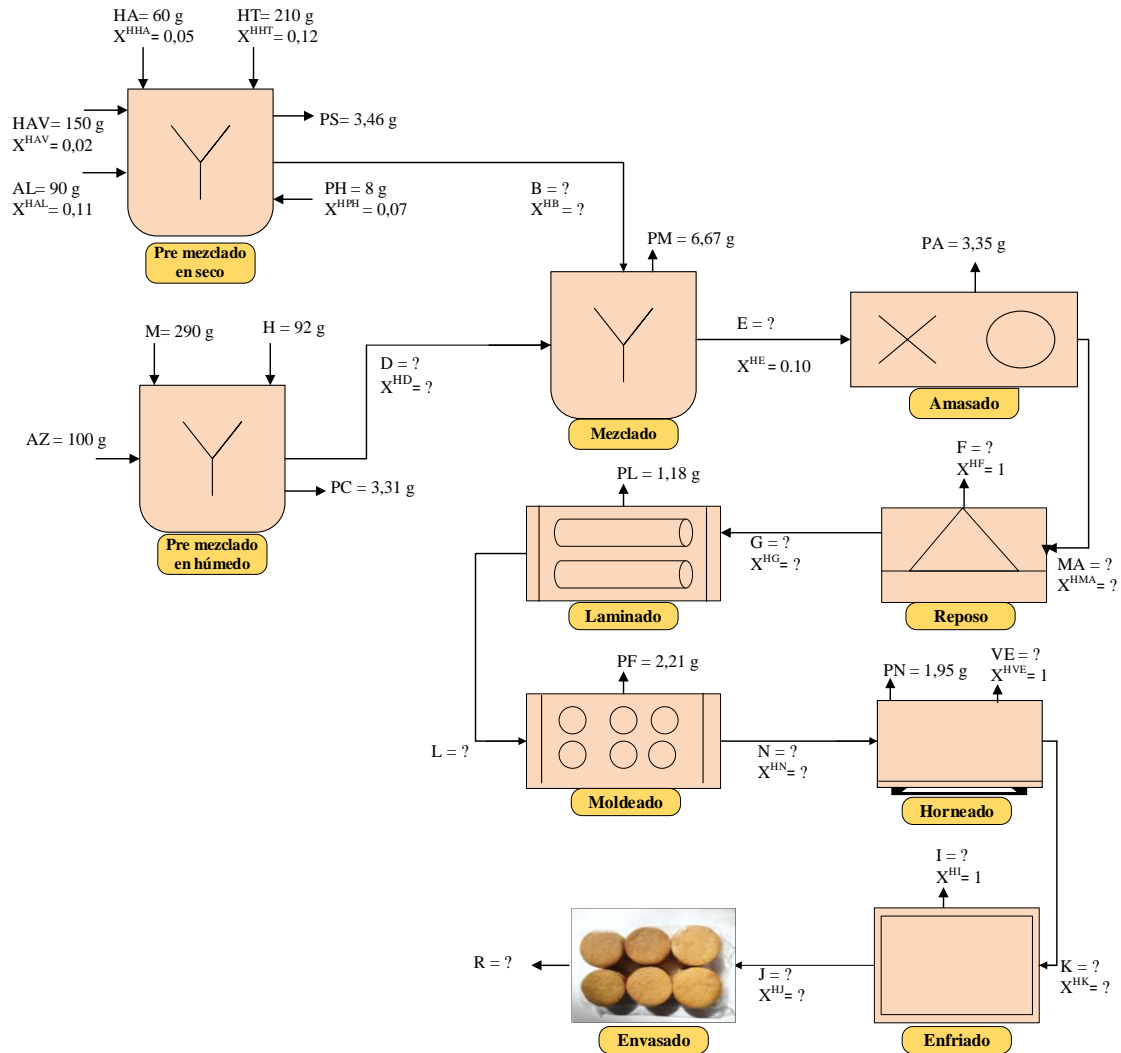 HA= 60 g
X^HHA= 0,05
HT= 210 g
X^HHT= 0,12
HAV= 150 g
X^HAV= 0,02
PS= 3,46 g
AL= 90 g
X^HAL= 0,11
PH = 8 g
X^HPH= 0,07
B = ?
X^HB= ?
Pre mezclado
en seco
PM = 6,67 g
PA = 3,35 g
M= 290 g
H = 92 g
D = ?
X^HD= ?
E = ?
X^HE= 0.10
Amasado
Mezclado
AZ = 100 g
PC = 3,31 g
Pre mezclado
en húmedo
PL = 1,18 g
F = ?
X^HF= 1
G = ?
X^HG= ?
MA = ?
X^HMA= ?
Laminado
Reposo
PF = 2,21 g
PN = 1,95 g
VE = ?
X^HVE= 1
L = ?
N = ?
X^HN= ?
Moldeado
Horneado
I = ?
X^HI= 1
R = ?
J = ?
X^HJ= ?
K = ?
X^HK= ?
Envasado
Enfriado